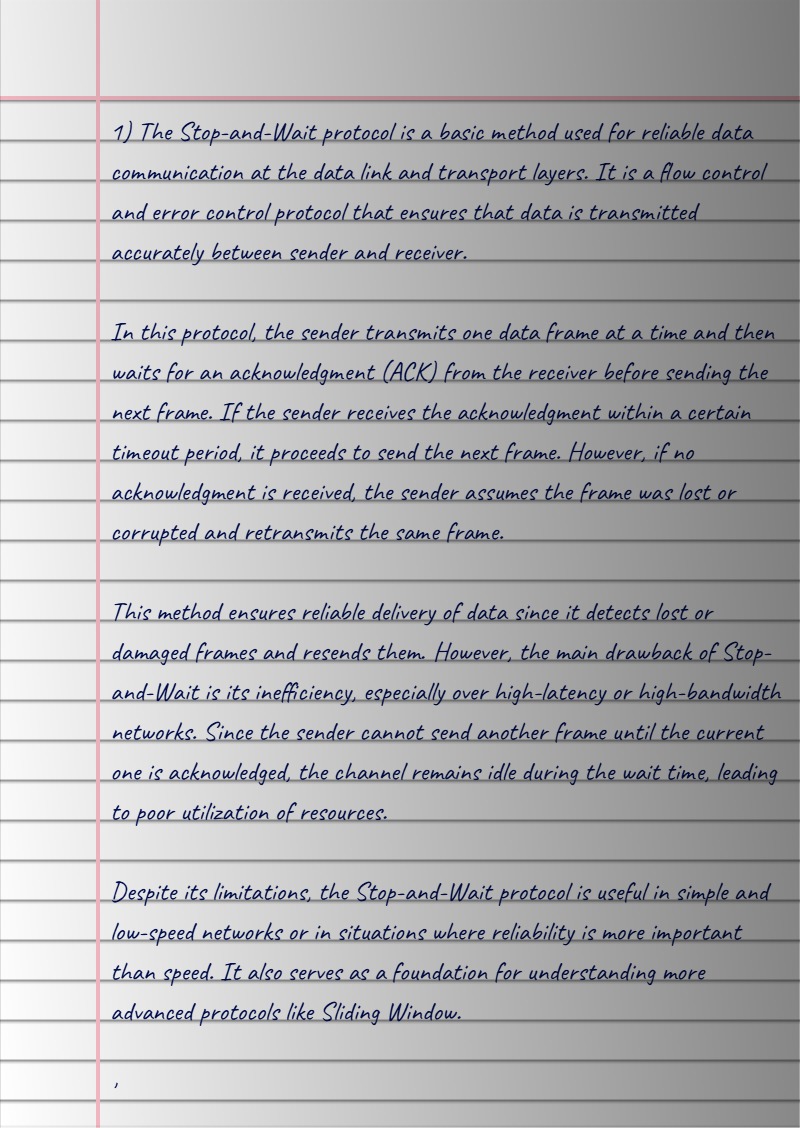 1) The Stop-and-Wait protocol is a basic method used for reliable data
communication at the data link and transport layers. It is a flow control
and error control protocol that ensures that data is transmitted
accurately between sender and receiver.
In this protocol, the sender transmits one data frame at a time and then
waits for an acknowledgment (ACK) from the receiver before sending the
next frame. If the sender receives the acknowledgment within a certain
timeout period, it proceeds to send the next frame. However, if no
acknowledgment is received, the sender assumes the frame was lost or
corrupted and retransmits the same frame.
This method ensures reliable delivery of data since it detects lost or
damaged frames and resends them. However, the main drawback of Stop-
and-Wait is its inefficiency, especially over high-latency or high-bandwidth
networks. Since the sender cannot send another frame until the current
one is acknowledged, the channel remains idle during the wait time, leading
to poor utilization of resources.
Despite its limitations, the Stop-and-Wait protocol is useful in simple and
low-speed networks or in situations where reliability is more important
than speed. It also serves as a foundation for understanding more
advanced protocols like Sliding Window.
,